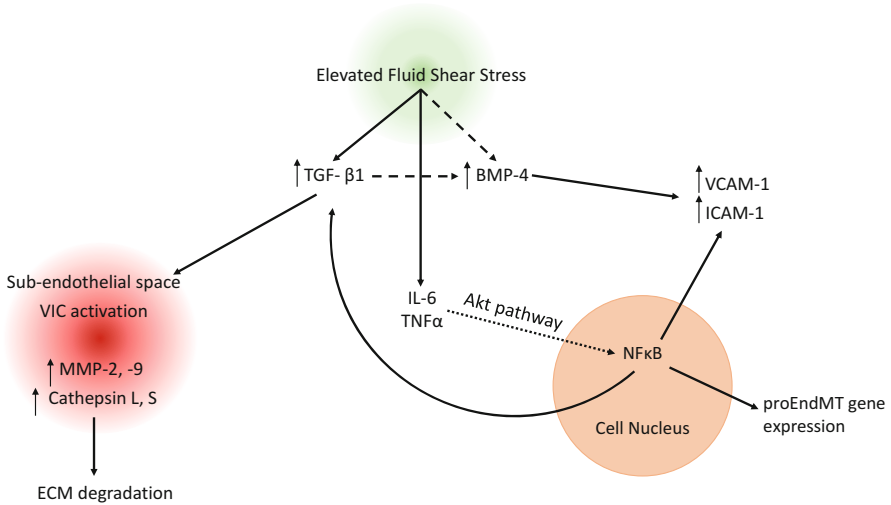 Elevated Fluid Shear Stress
TGF- β1
BMP-4
VCAM-1
ICAM-1
Sub-endothelial space
VIC activation
MMP-2, -9
Cathepsin L, S
ECM degradation
IL-6
TNFα
Akt pathway
NFκB
Cell Nucleus
proEndMT gene
expression